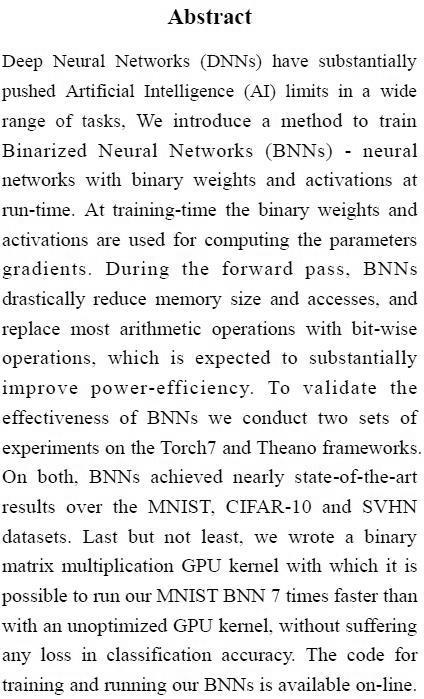 Abstract
Deep Neural Networks (DNNs) have substantially
pushed Artificial Intelligence (AI) limits in a wide
range of tasks, We introduce a method to train
Binarized Neural Networks (BNNs) - neural
networks with binary weights and activations at
run-time. At training-time the binary weights and
activations are used for computing the parameters
gradients. During the forward pass, BNNs
drastically reduce memory size and accesses, and
replace most arithmetic operations with bit-wise
operations, which is expected to substantially
improve power-efficiency. To validate the
effectiveness of BNNs we conduct two sets of
experiments on the Torch7 and Theano frameworks.
On both, BNNs achieved nearly state-of-the-art
results over the MNIST, CIFAR-10 and SVHN
datasets. Last but not least, we wrote a binary
matrix multiplication GPU kernel with which it is
possible to run our MNIST BNN 7 times faster than
with an unoptimized GPU kernel, without suffering
any loss in classification accuracy. The code for
training and running our BNNs is available on-line.